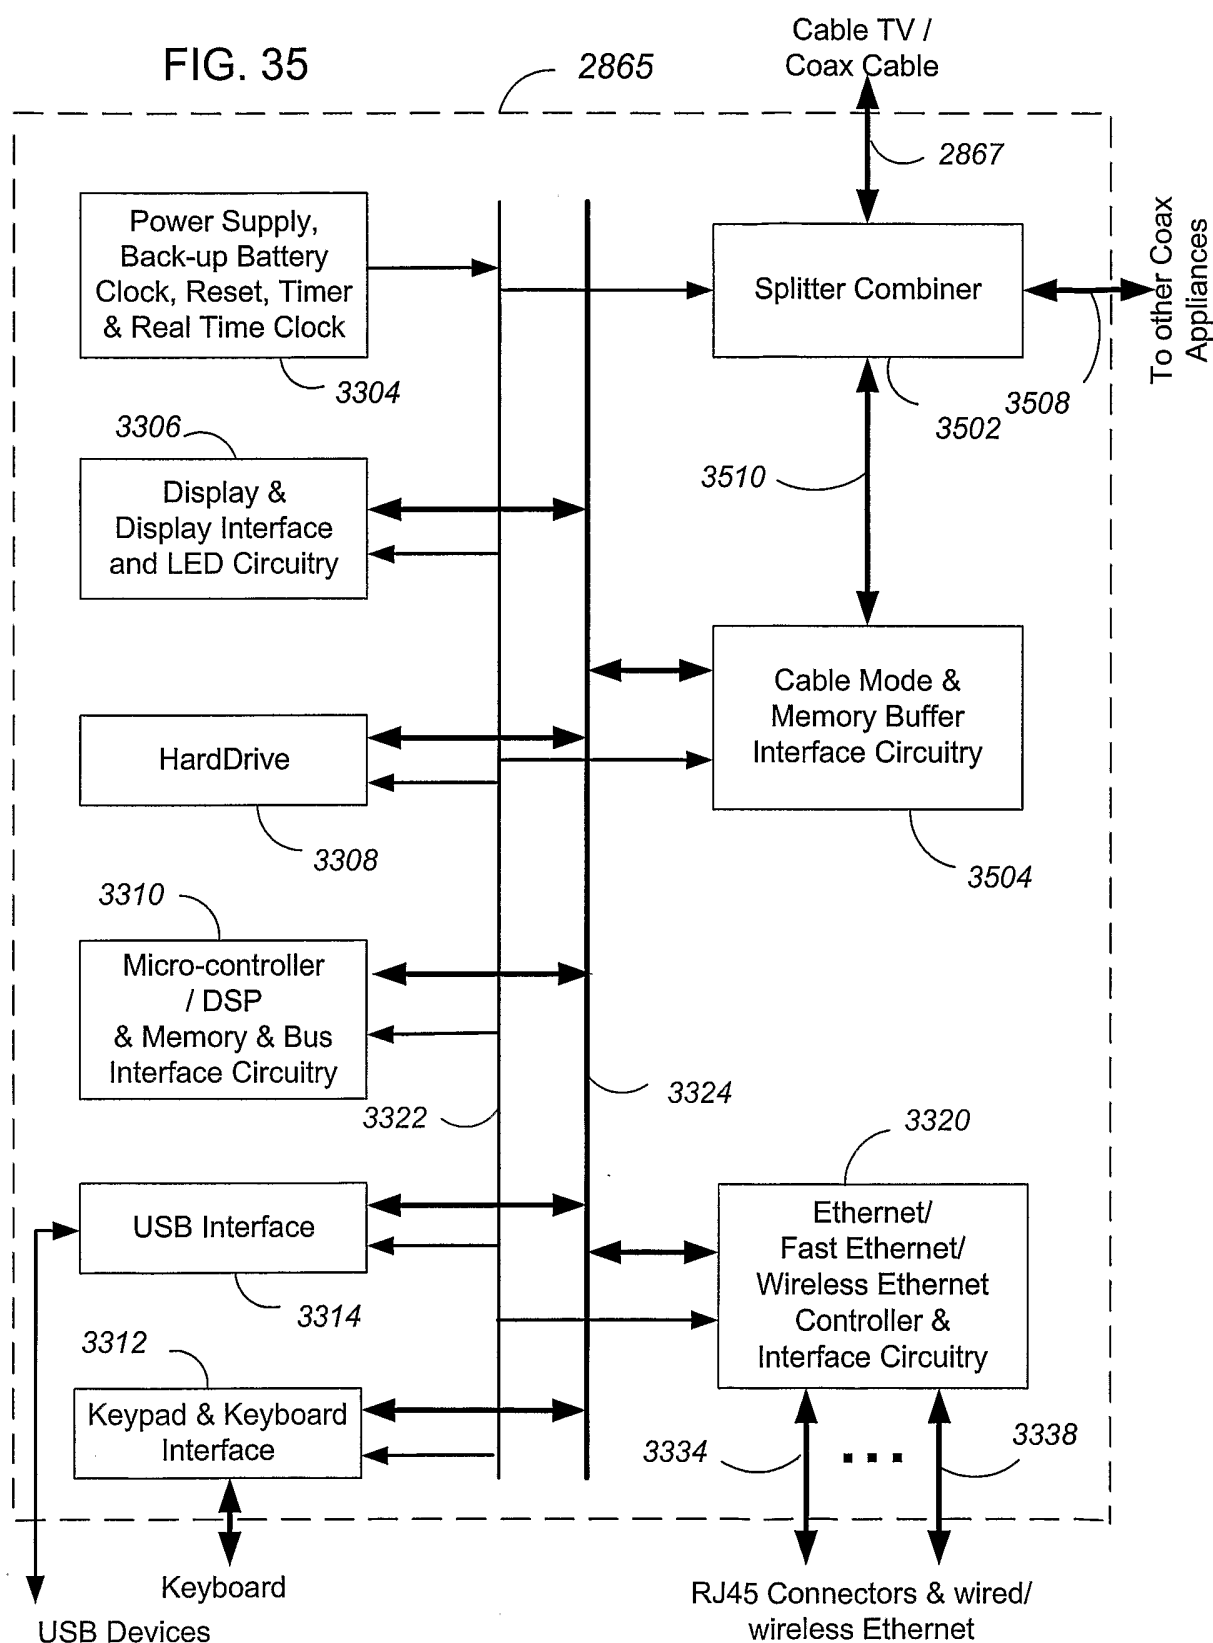 FIG. 35
2865
Cable TV /
Coax Cable
2867
Power Supply,
Back-up Battery
Clock, Reset, Timer
& Real Time Clock
3304
Splitter Combiner
3502
3508
To other Coax
Appliances
3306
Display &
Display Interface
and LED Circuitry
3510
HardDrive
3308
Cable Mode &
Memory Buffer
Interface Circuitry
3504
3310
Micro-controller
/ DSP
& Memory & Bus
Interface Circuitry
3322
3324
USB Interface
3314
3320
Ethernet/
Fast Ethernet/
Wireless Ethernet
Controller &
Interface Circuitry
3312
Keypad & Keyboard
Interface
3334
...
3338
Keyboard
USB Devices
RJ45 Connectors & wired/
wireless Ethernet